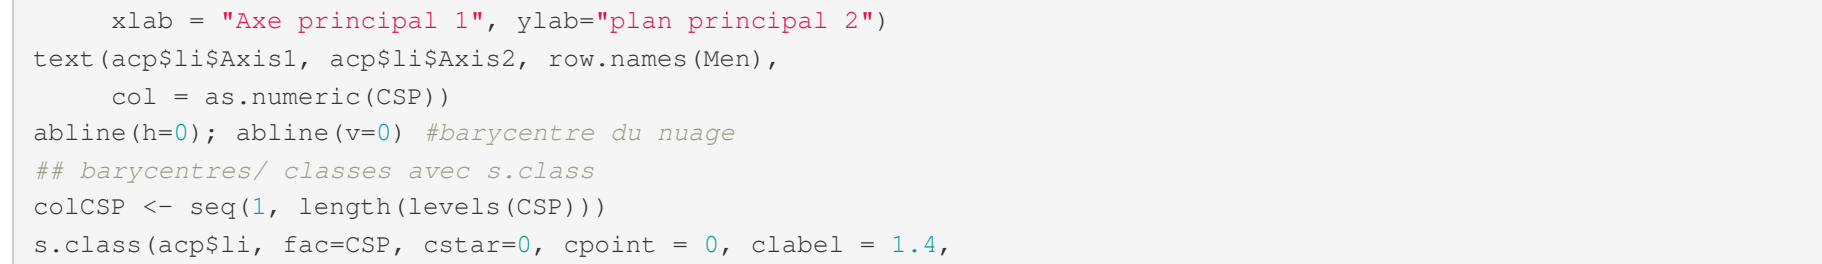 xlab = "Axe principal 1", ylab="plan principal 2")
text(acp$li$Axis1, acp$li$Axis2, row.names(Men),
col = as.numeric(CSP))
abline(h=0); abline(v=0) #barycentre du nuage
## barycentres/ classes avec s.class
colCSP <- seq(1, length(levels(CSP)))
s.class(acp$li, fac=CSP, cstar=0, cpoint = 0, clabel = 1.4,